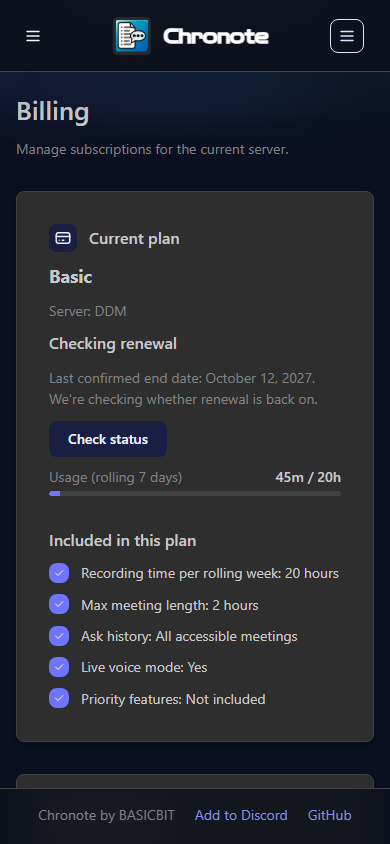 Chronote
Billing
Manage subscriptions for the current server.
Current plan
Basic
Server: DDM
Checking renewal
Last confirmed end date: October 12, 2027.
We're checking whether renewal is back on.
Check status
Usage (rolling 7 days) 45m / 20h
Included in this plan
Recording time per rolling week: 20 hours
Max meeting length: 2 hours
Ask history: All accessible meetings
Live voice mode: Yes
Priority features: Not included
Chronote by BASICBIT Add to Discord GitHub